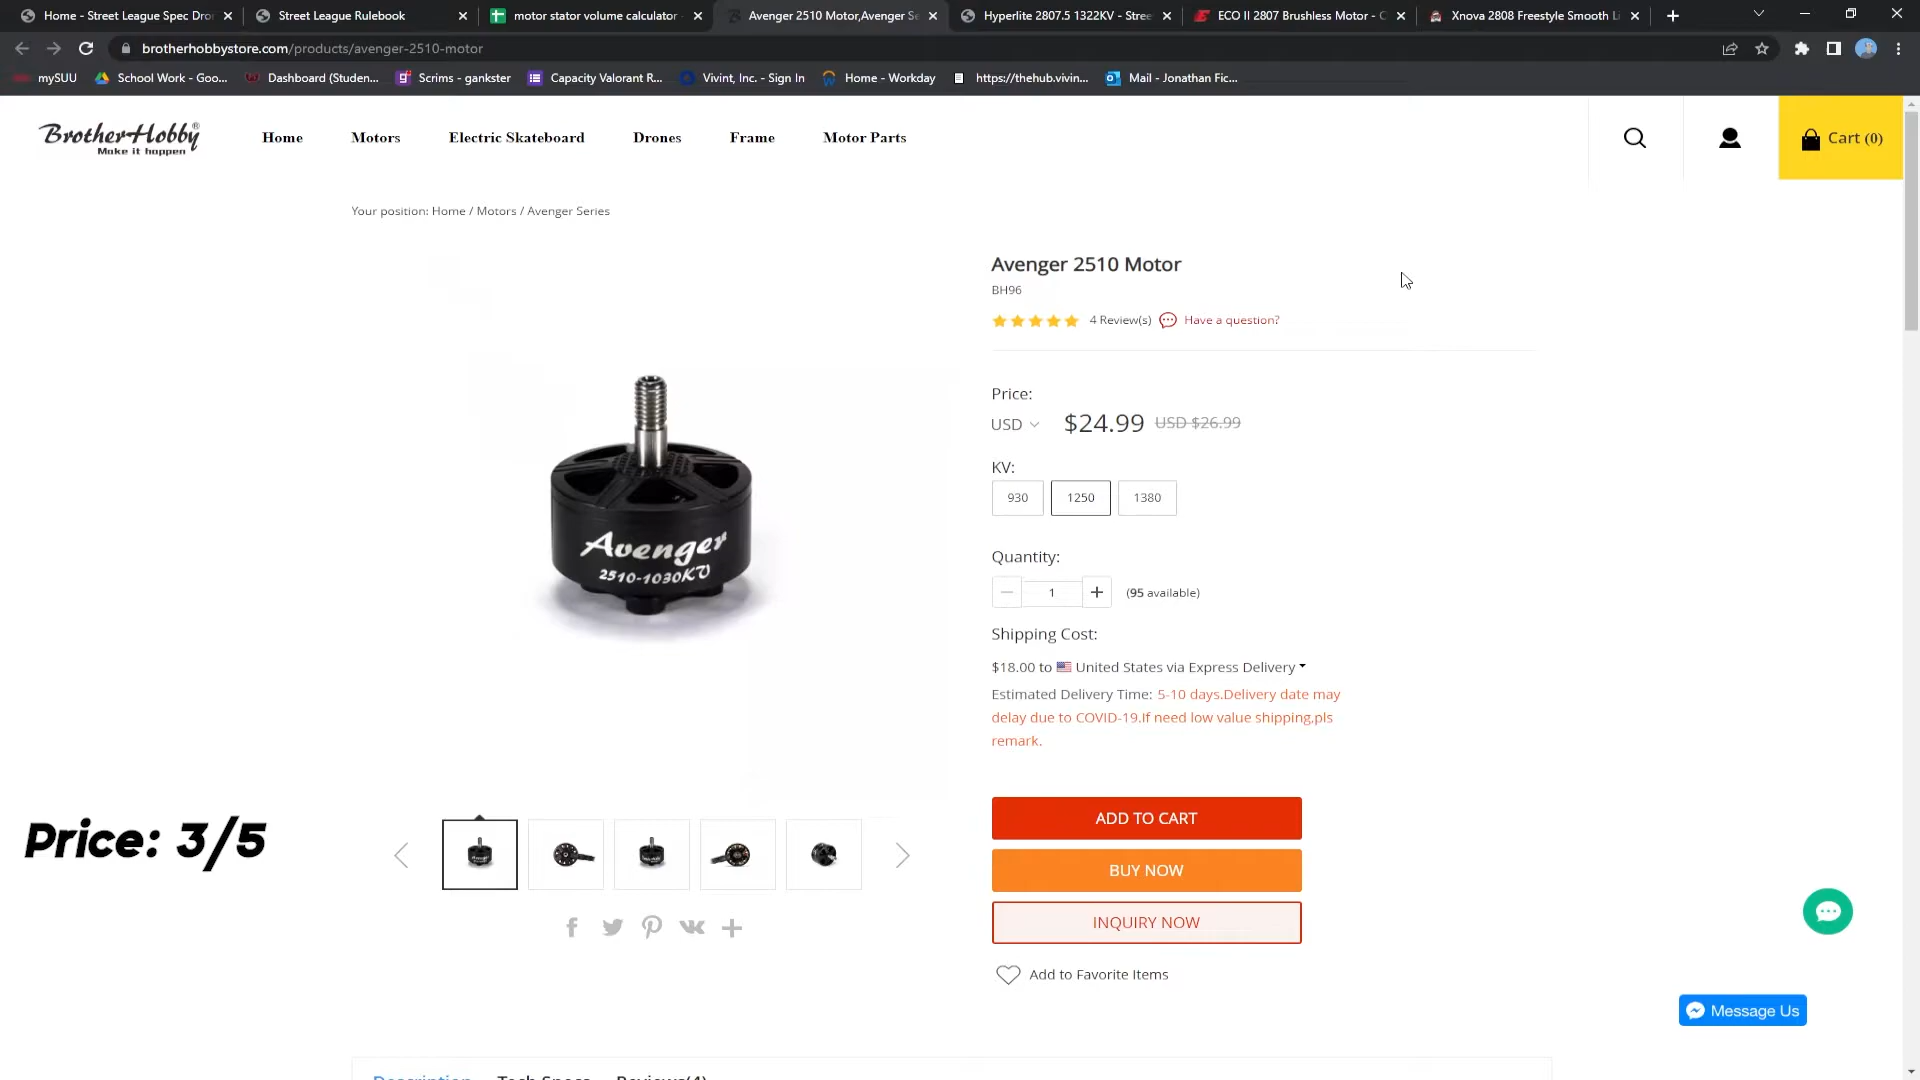 Home - Street League Spec Dro
Street League Rulebook
motor stator volume calculator
Avenger 2510 Motor,Avenger Se
Hyperlite 2807.5 1322KV - Stree
ECO II 2807 Brushless Motor - C
Xnova 2808 Freestyle Smooth Li
brotherhobbystore.com/products/avenger-2510-motor
mySUU
School Work - Goo...
Dashboard (Studen...
Scrims - gankster
Capacity Valorant R...
Vivint, Inc. - Sign In
Home - Workday
https://thehub.vivin...
Mail - Jonathan Fic...
BrotherHobby®
Make it happen
Home
Motors
Electric Skateboard
Drones
Frame
Motor Parts
Cart (0)
Your position: Home / Motors / Avenger Series
Avenger 2510 Motor
BH96
4 Review(s)
Have a question?
Price:
USD $24.99 USD $26.99
KV:
930 1250 1380
Quantity:
1 (95 available)
Shipping Cost:
$18.00 to United States via Express Delivery
Estimated Delivery Time: 5-10 days.Delivery date may
delay due to COVID-19.If need low value shipping,pls
remark.
ADD TO CART
BUY NOW
INQUIRY NOW
Add to Favorite Items
Avenger
2510-1030KV
Price: 3/5
Message Us
Description Tech Specs Reviews(4)